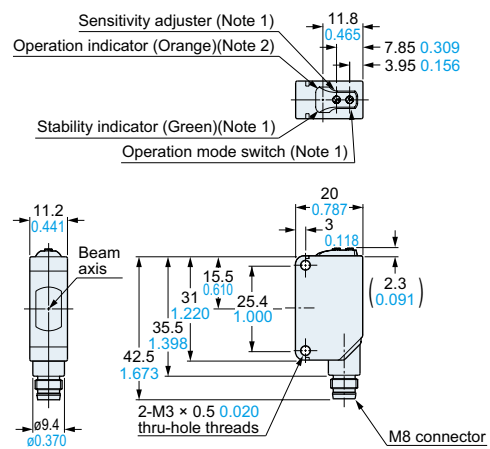 Sensitivity adjuster (Note 1)
11.8
0.465
Operation indicator (Orange)(Note 2)
7.85 0.309
3.95 0.156
Stability indicator (Green)(Note 1)
Operation mode switch (Note 1)
11.2
0.441
20
0.787
3
0.118
Beam
axis
15.5
0.610
2.3
0.091
( )
31
1.220
25.4
1.000
35.5
1.398
42.5
1.673
2-M3 × 0.5 0.020
thru-hole threads
ø9.4
ø0.370
M8 connector